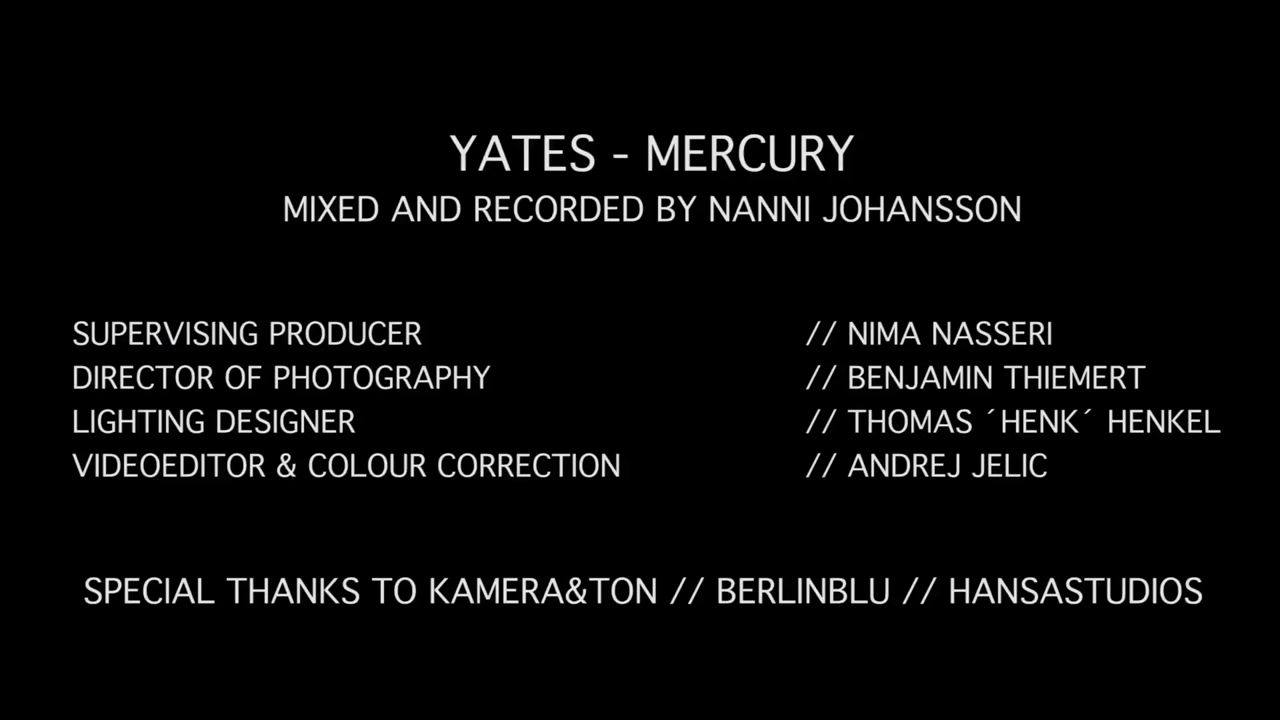 YATES - MERCURY
MIXED AND RECORDED BY NANNI JOHANSSON
SUPERVISING PRODUCER // NIMA NASSERI
DIRECTOR OF PHOTOGRAPHY // BENJAMIN THIEMERT
LIGHTING DESIGNER // THOMAS ´HENK´ HENKEL
VIDEOEDITOR & COLOUR CORRECTION // ANDREJ JELIC
SPECIAL THANKS TO KAMERA&TON // BERLINBLU // HANSASTUDIOS